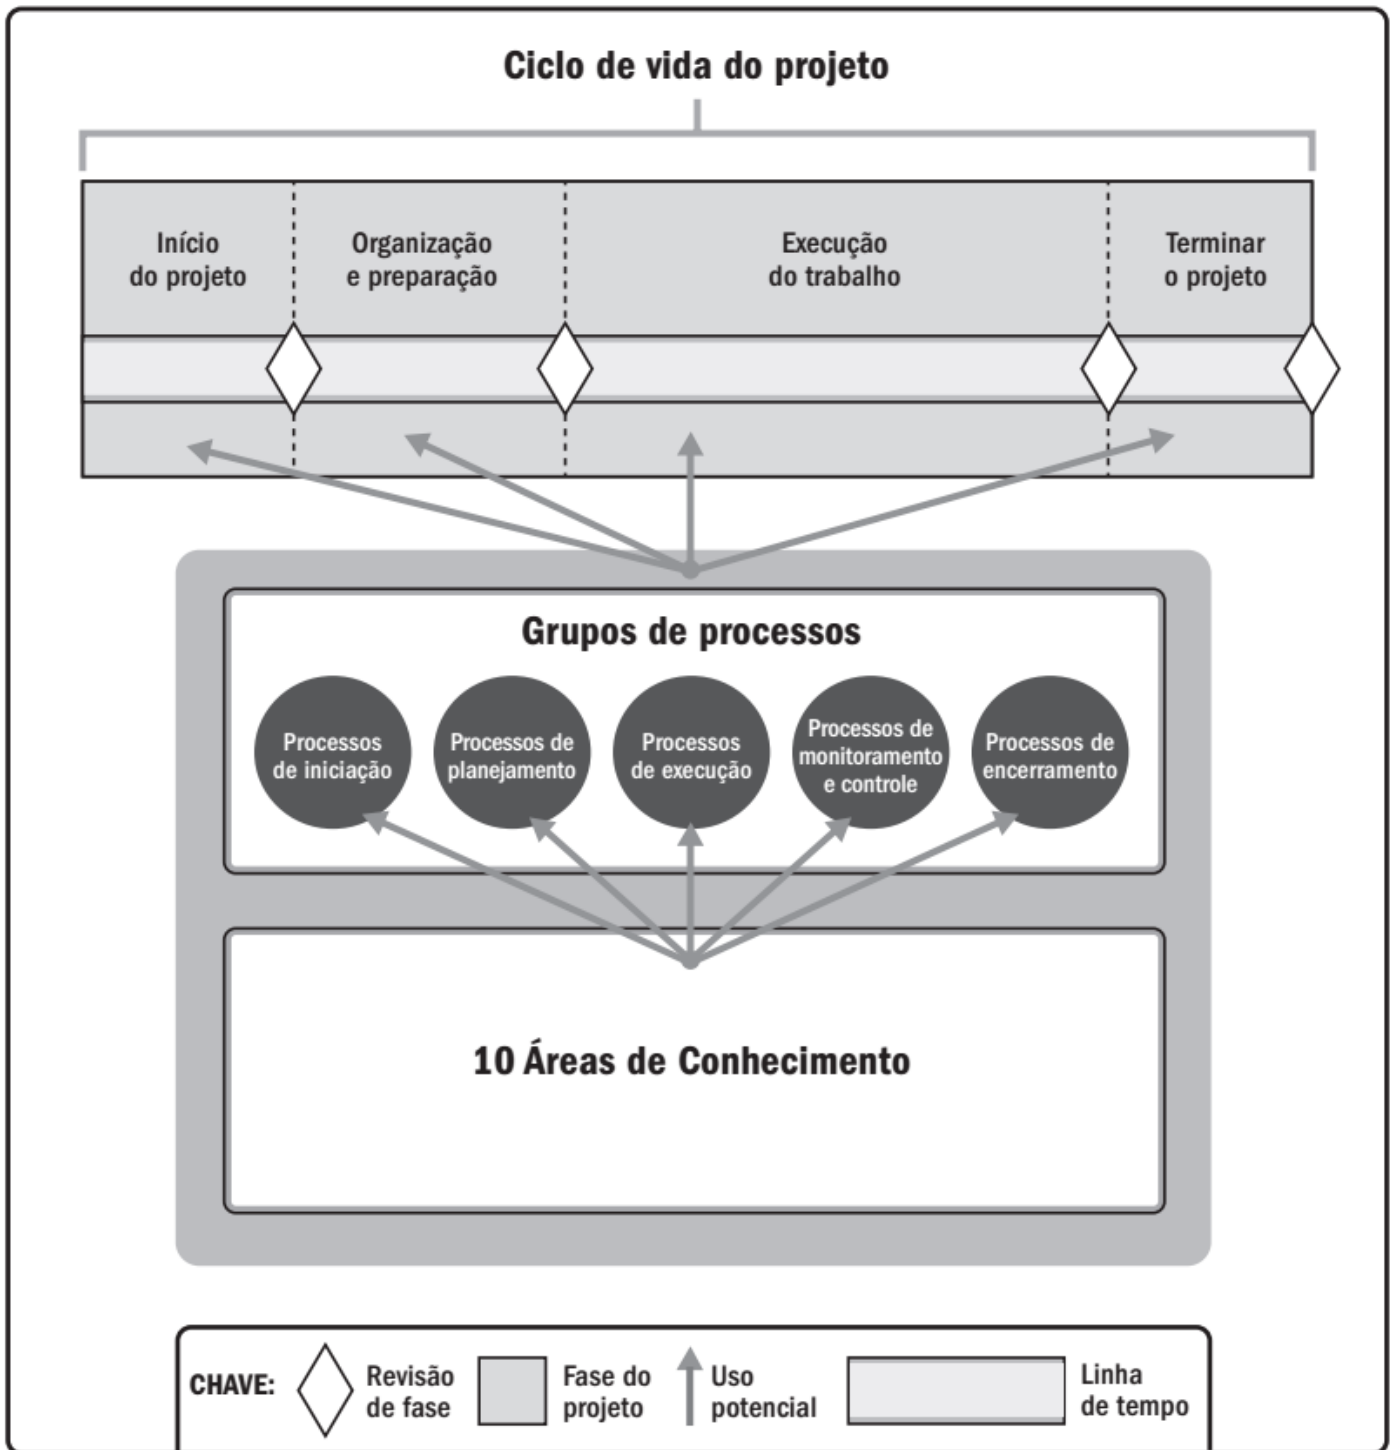 Ciclo de vida do projeto
Início
do projeto
Organização
e preparação
Execução
do trabalho
Terminar
o projeto
Grupos de processos
Processos
de iniciação
Processos de
planejamento
Processos
de execução
Processos de
monitoramento
e controle
Processos de
encerramento
10 Áreas de Conhecimento
CHAVE:
Revisão
de fase
Fase do
projeto
Uso
potencial
Linha
de tempo